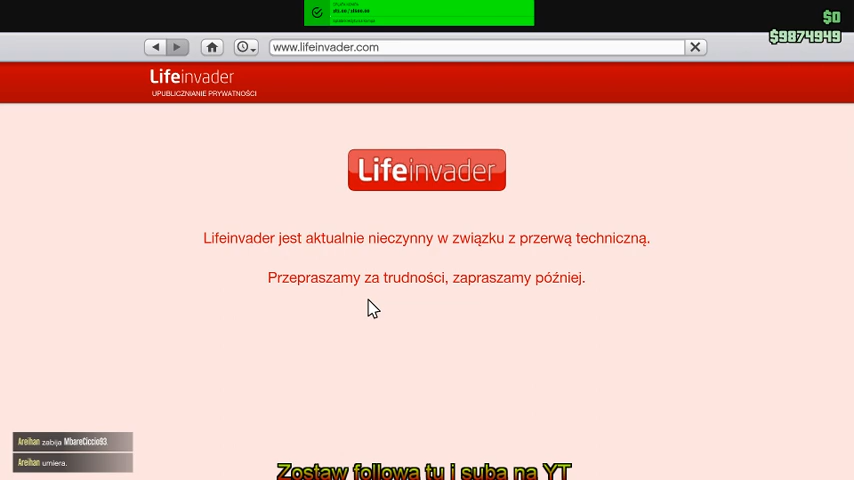 $0
$9874949
www.lifeinvader.com
Lifeinvader
UPUBLICZNIANIE PRYWATNOŚCI
Lifeinvader
Lifeinvader jest aktualnie nieczynny w związku z przerwą techniczną.
Przepraszamy za trudności, zapraszamy później.
Areihan zabija MbareCiccio93.
Areihan umiera.
Zostaw followa tu i suba na YT